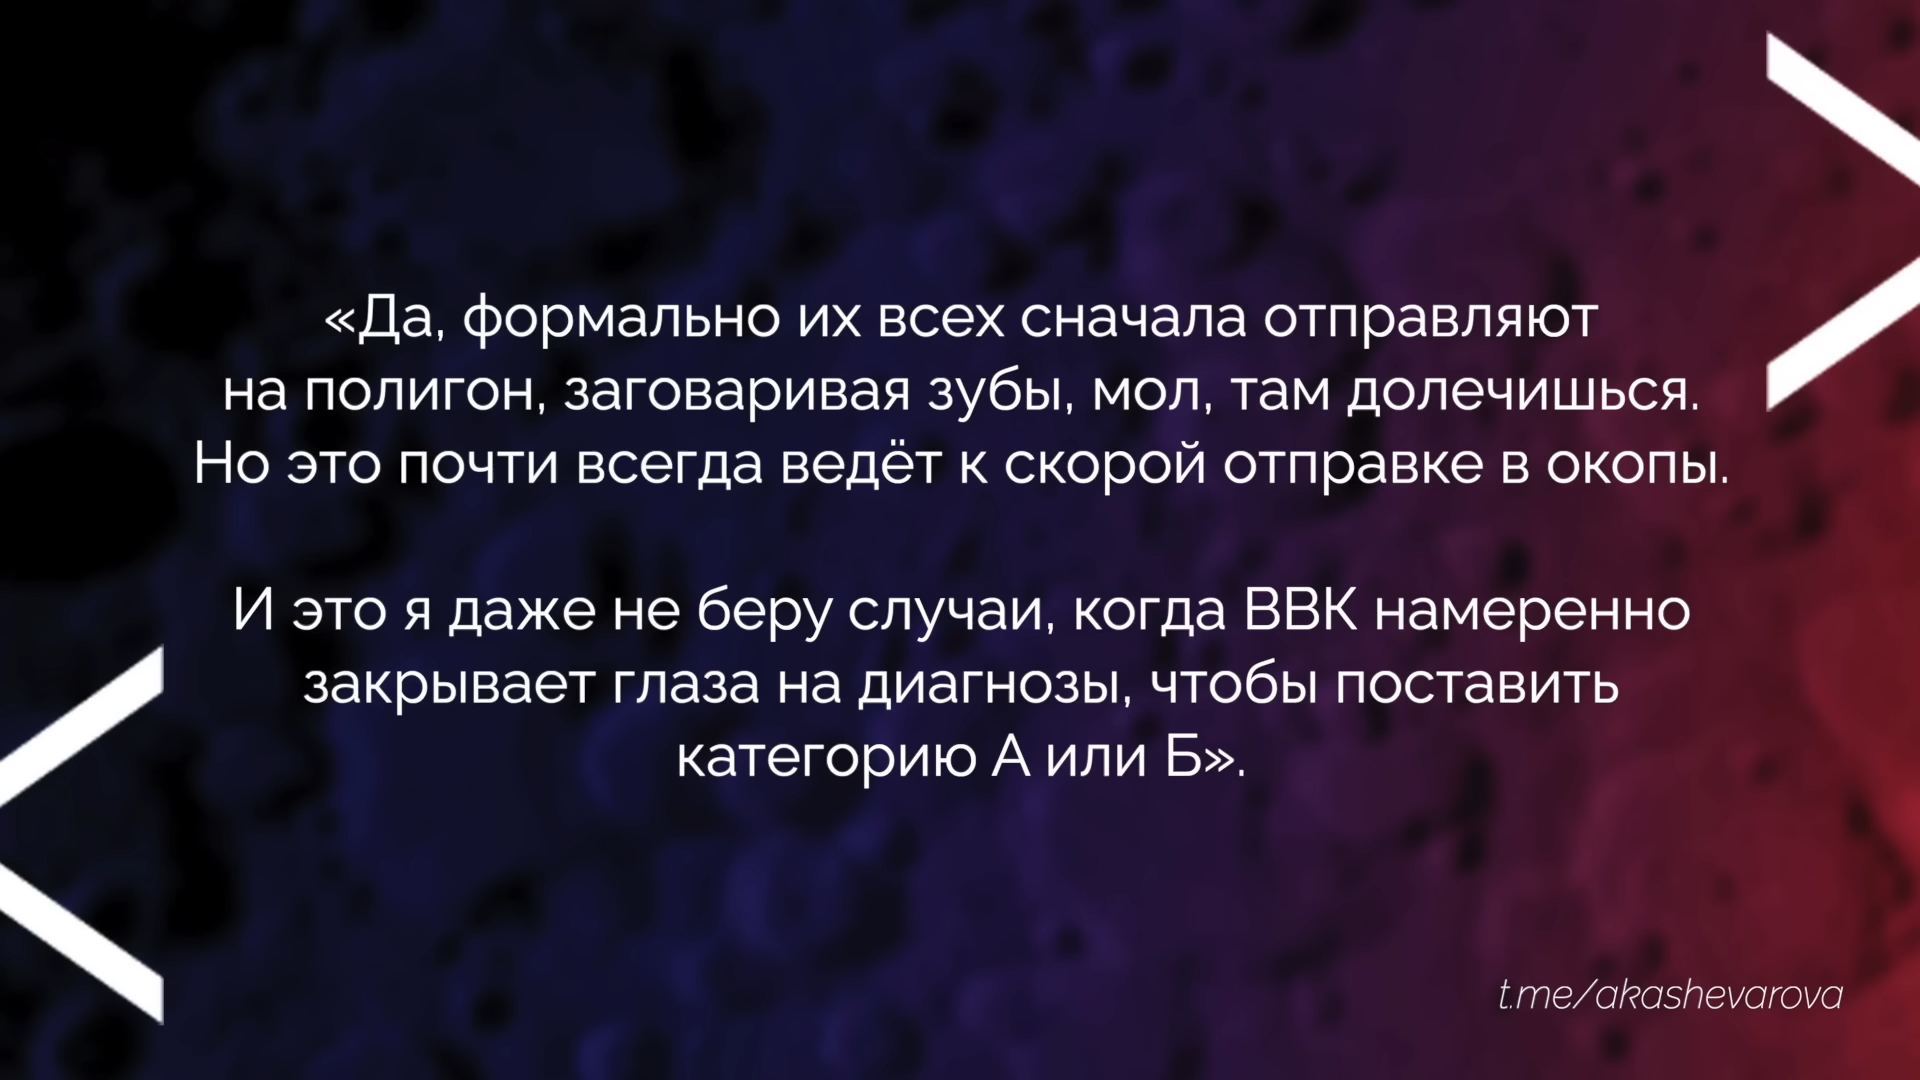 «Да, формально их всех сначала отправляют
на полигон, заговаривая зубы, мол, там долечишься.
Но это почти всегда ведёт к скорой отправке в окопы.
И это я даже не беру случаи, когда ВВК намеренно
закрывает глаза на диагнозы, чтобы поставить
категорию А или Б».
t.me/akashevarova